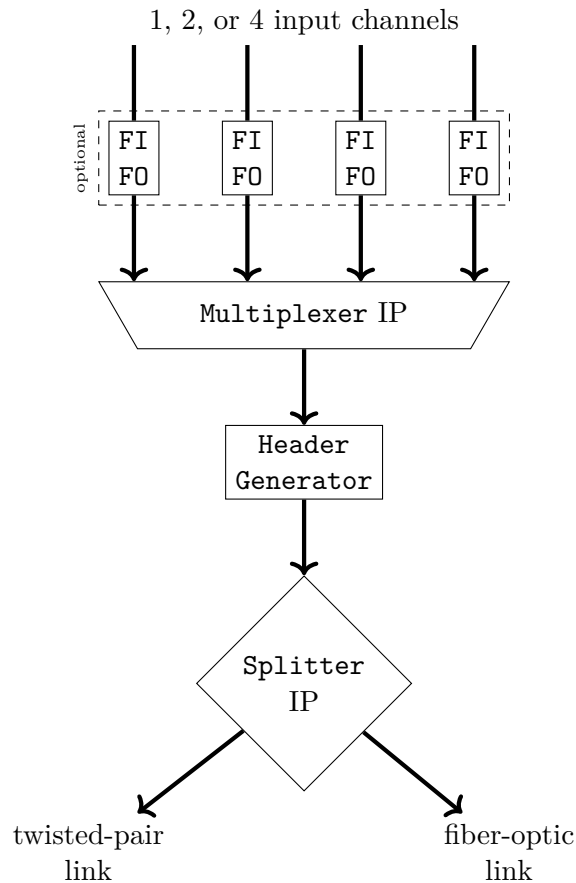 1, 2, or 4 input channels
optional
FI FI FI FI
FO FO FO FO
Multiplexer IP
Header
Generator
Splitter
IP
twisted-pair
link
fiber-optic
link